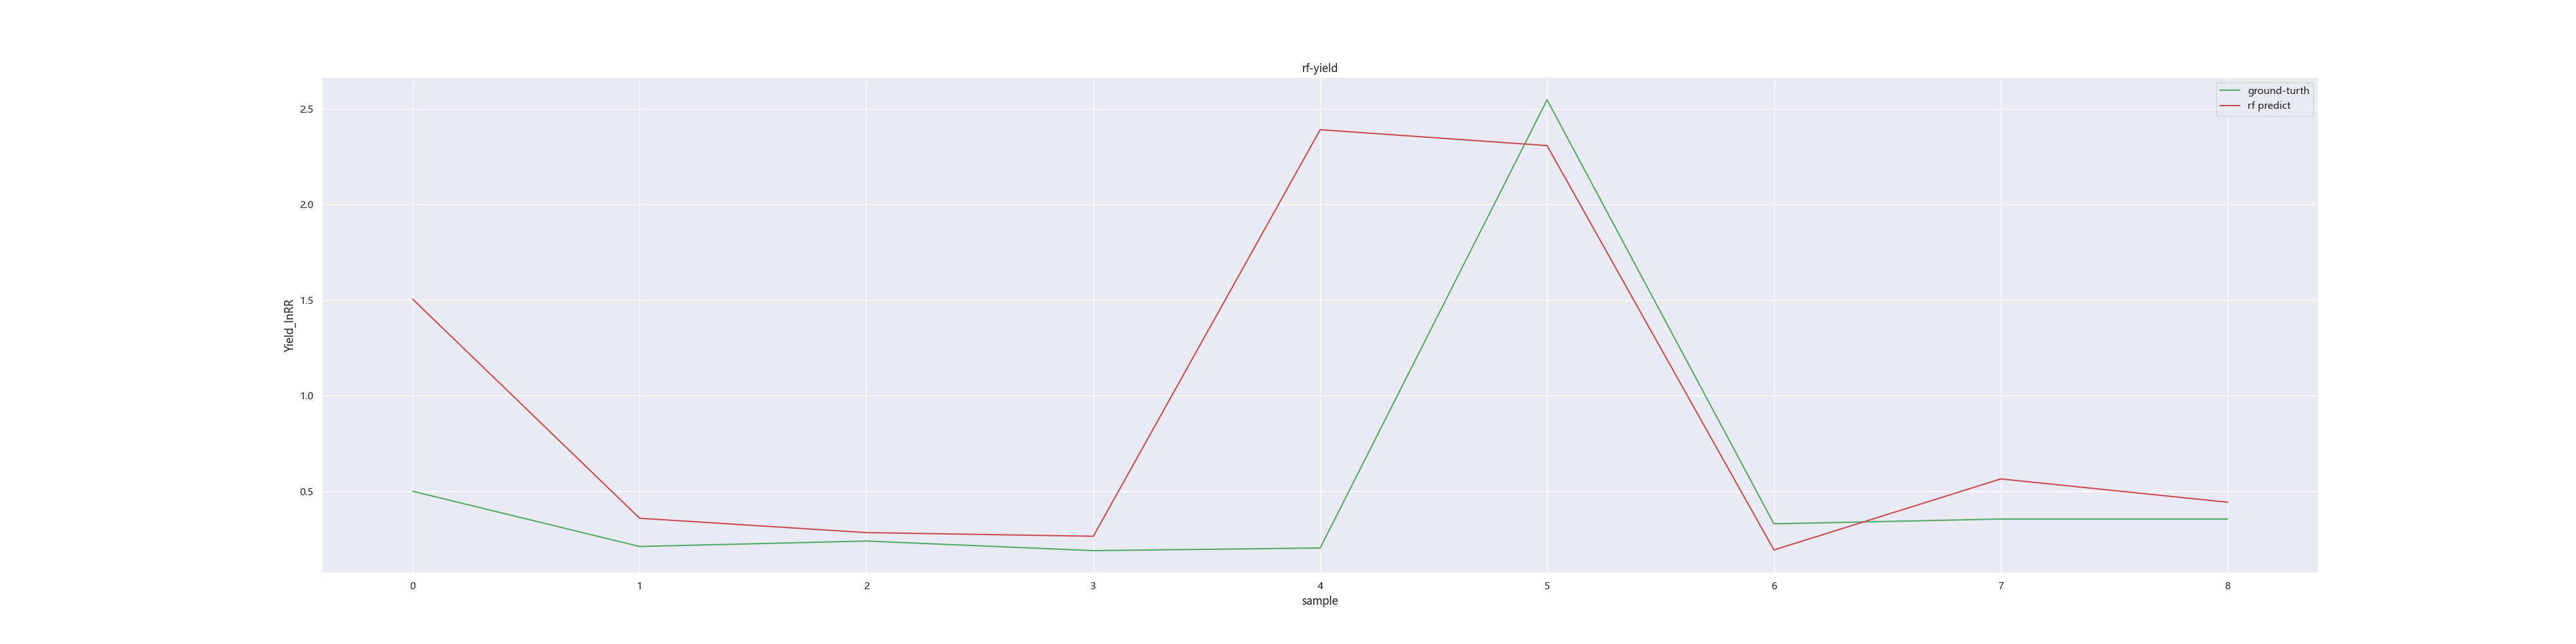 rf-yield
ground-turth
rf predict
2.5
2.0
1.5
1.0
0.5
Yield_lnRR
0 1 2 3 4 5 6 7 8
sample